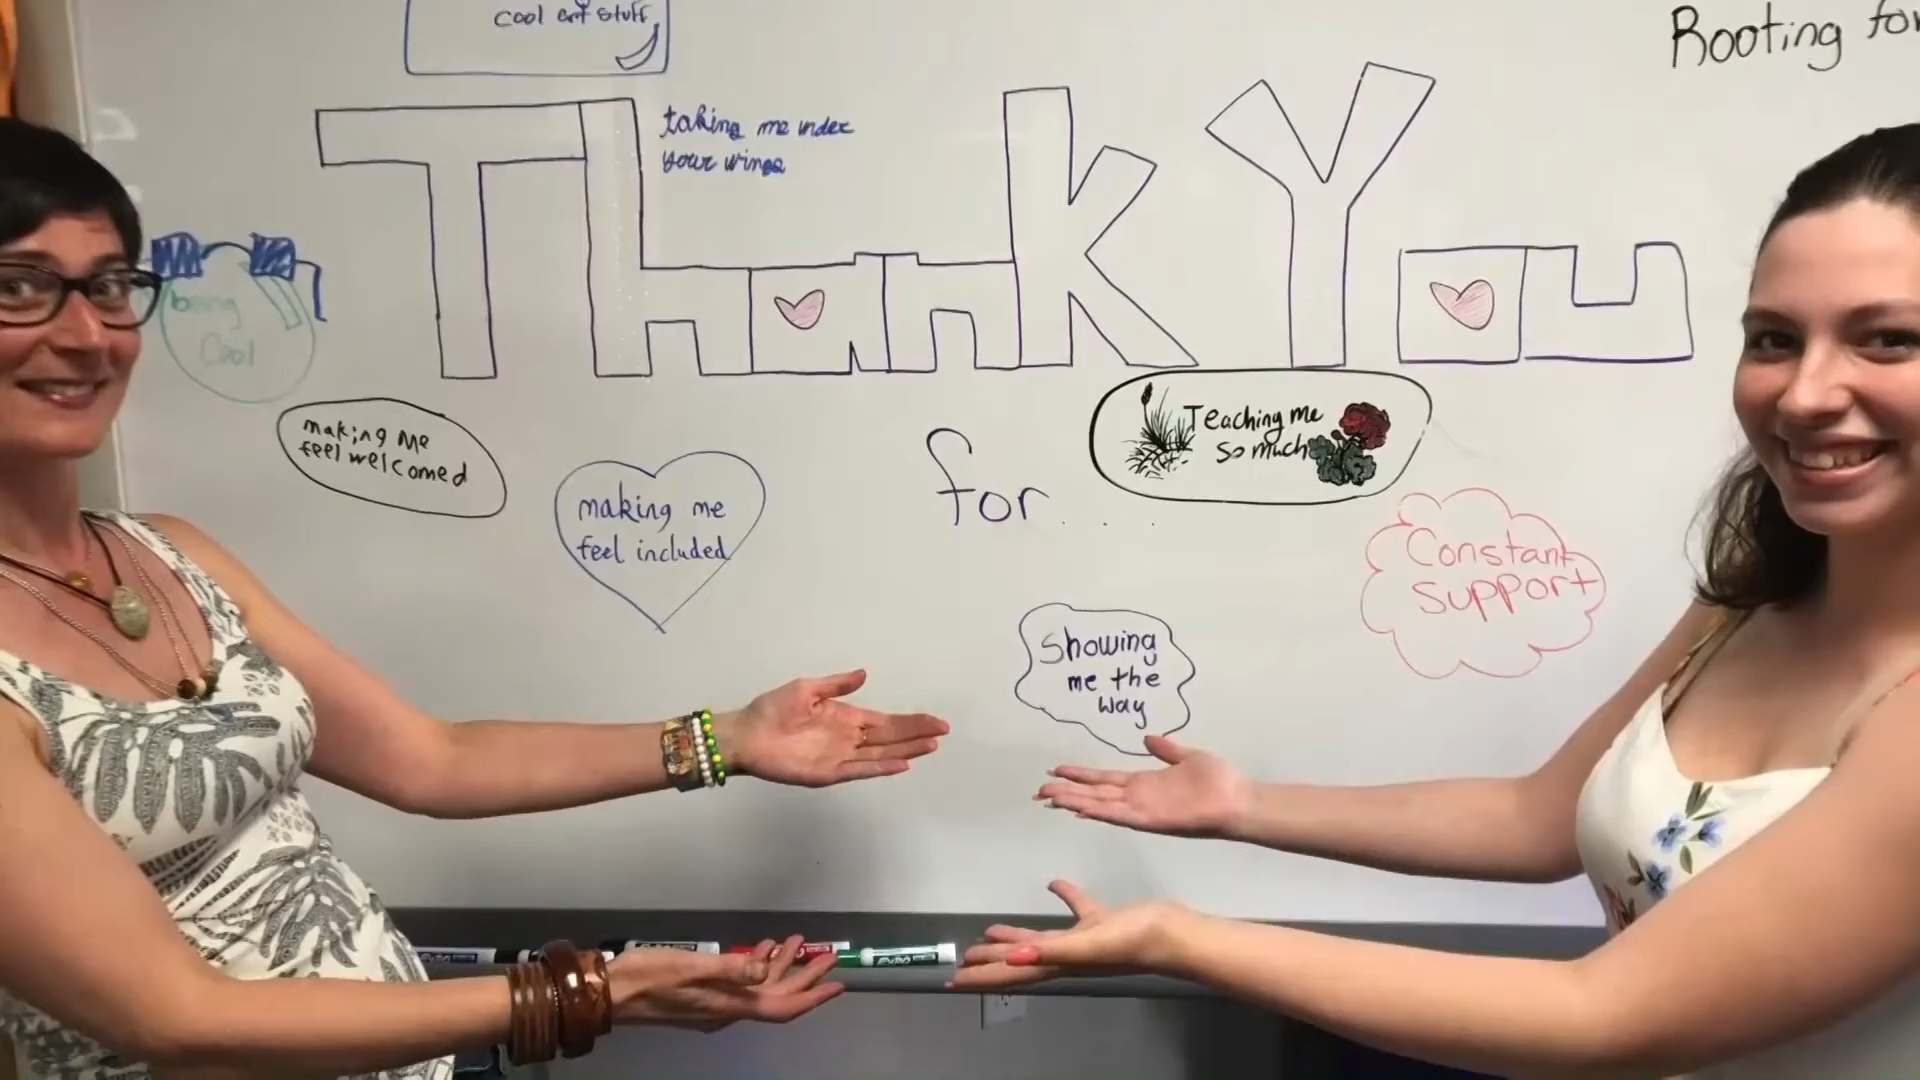 cool art stuff
Rooting for
taking me under
your wings
Thank You
being
Cool
making me
feel welcomed
making me
feel included
for....
Teaching me
so much
Constant
support
Showing
me the
way
EXPO